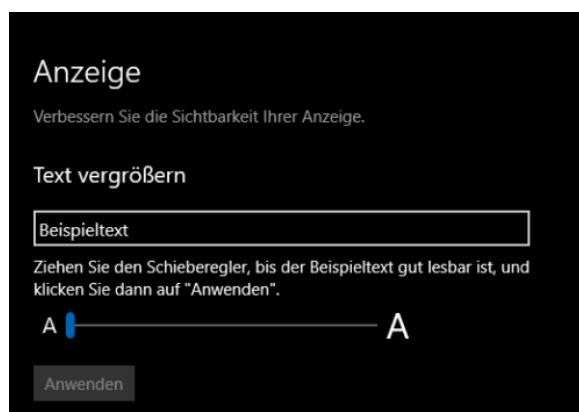 Anzeige
Verbessern Sie die Sichtbarkeit Ihrer Anzeige.
Text vergrößern
Beispieltext
Ziehen Sie den Schieberegler, bis der Beispieltext gut lesbar ist, und
klicken Sie dann auf "Anwenden".
A A
Anwenden